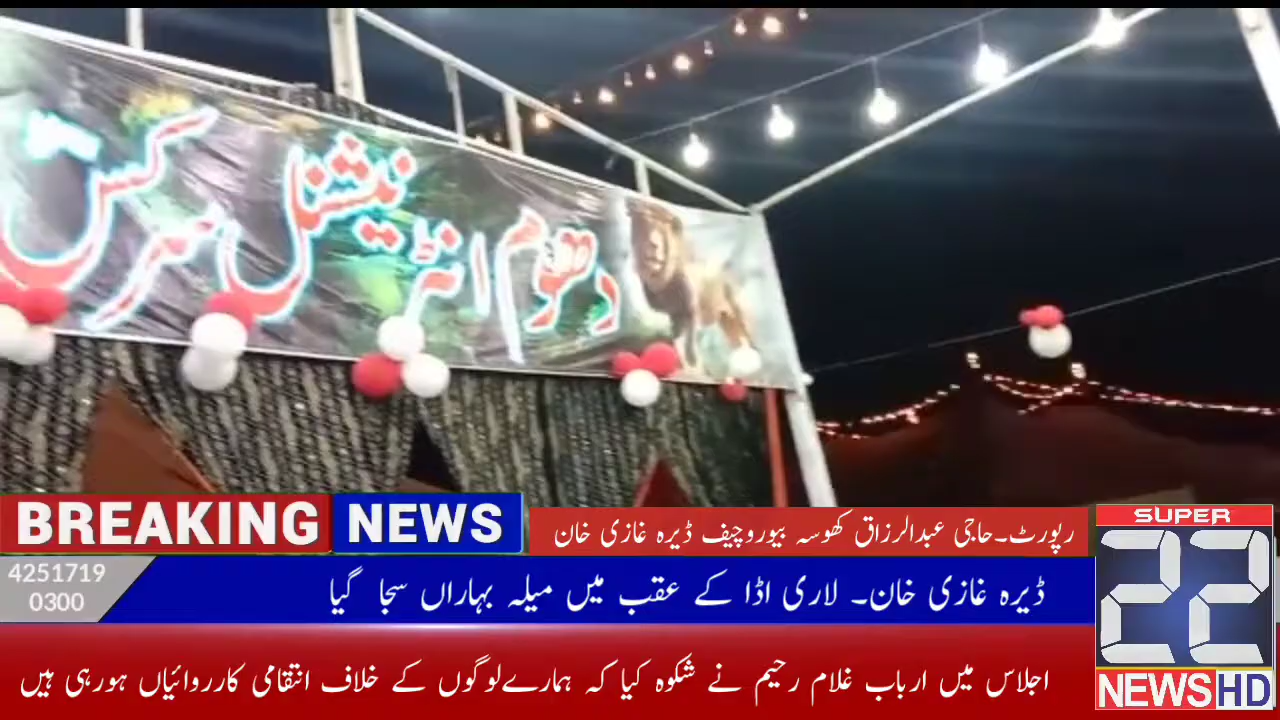 دھوم انٹرنیشنل سرکس
BREAKING NEWS
رپورٹ۔حاجی عبدالرزاق کھوسہ بیوروچیف ڈیرہ غازی خان
4251719
0300
ڈیرہ غازی خان۔ لاری اڈا کے عقب میں میلہ بہاراں سجا گیا
اجلاس میں ارباب غلام رحیم نے شکوہ کیا کہ ہمارےلوگوں کے خلاف انتقامی کارروائیاں ہورہی ہیں
SUPER
22
NEWSHD